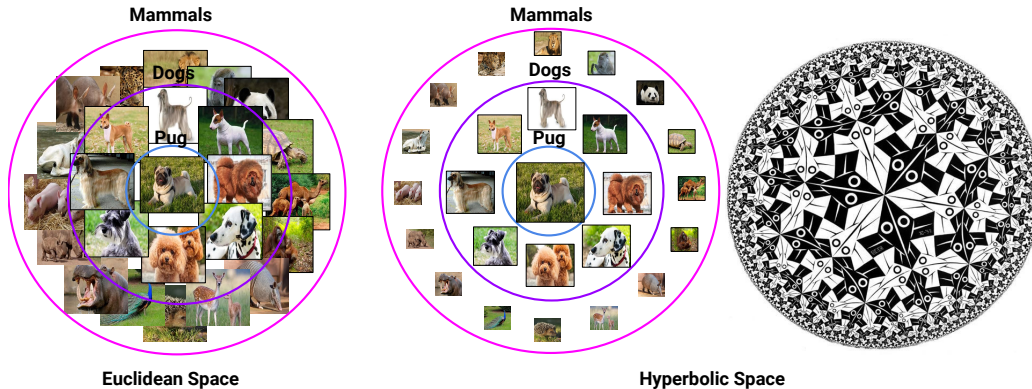 Mammals
Dogs
Pug
Euclidean Space
Mammals
Dogs
Pug
Hyperbolic Space